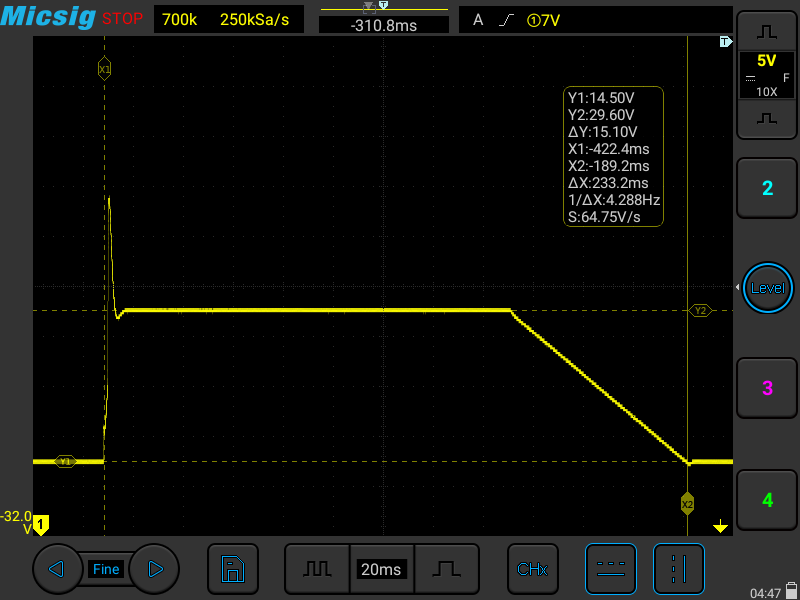 Micsig STOP 700k 250kSa/s -310.8ms A ①7V
T
T
X1
5V
F
10X
Y1:14.50V
Y2:29.60V
ΔY:15.10V
X1:-422.4ms
X2:-189.2ms
ΔX:233.2ms
1/ΔX:4.288Hz
S:64.75V/s
2
Level
Y2
3
Y1
X2
4
-32.0
V
1
Fine
20ms
CHx
04:47